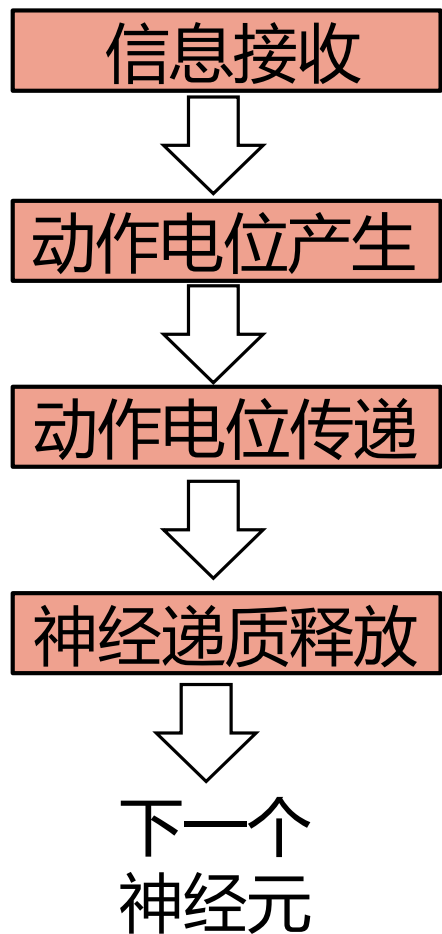 信息接收
动作电位产生
动作电位传递
神经递质释放
下一个
神经元